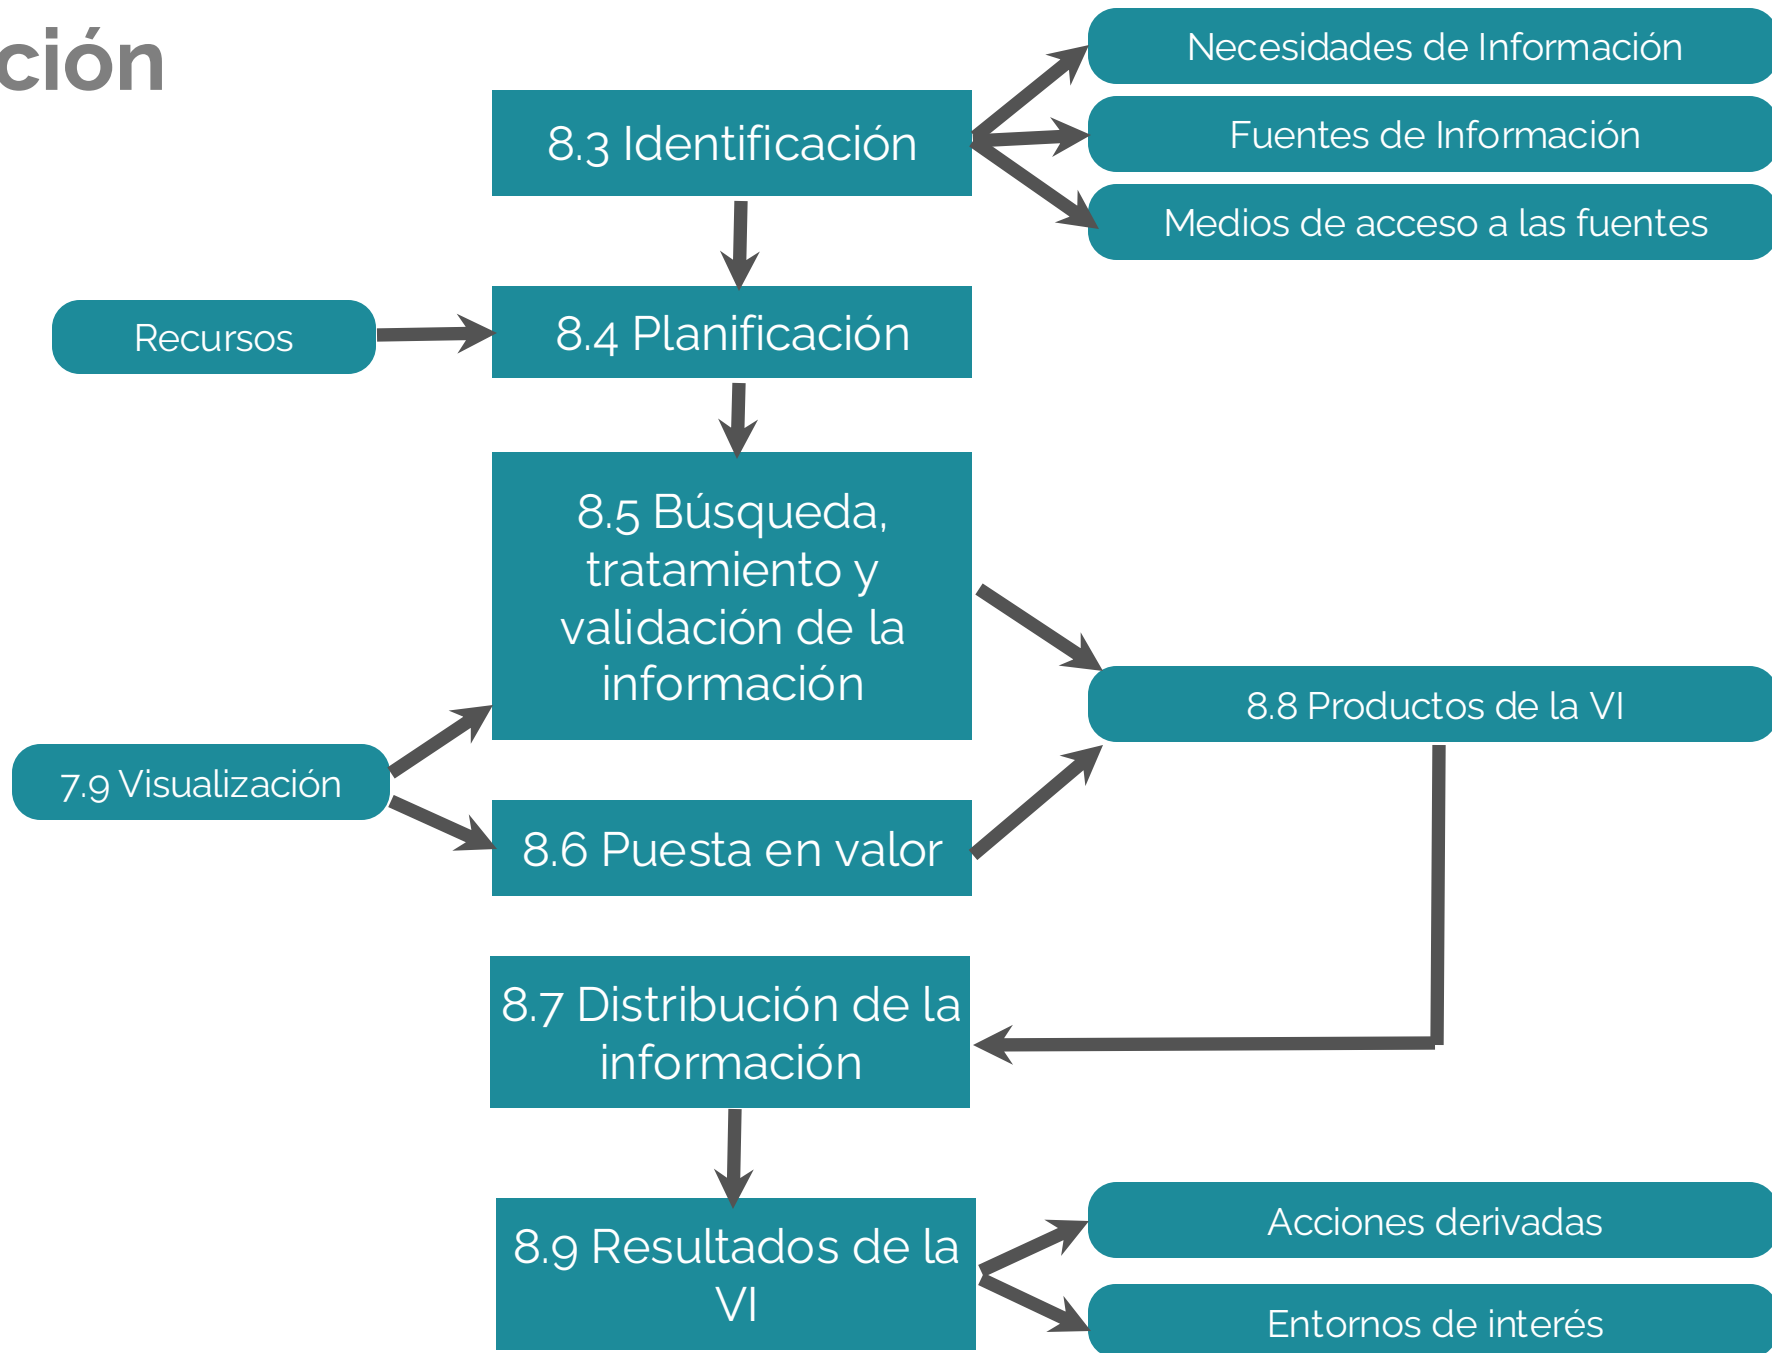 ción
8.3 Identificación
Necesidades de Información
Fuentes de Información
Medios de acceso a las fuentes
Recursos
8.4 Planificación
8.5 Búsqueda,
tratamiento y
validación de la
información
8.8 Productos de la VI
7.9 Visualización
8.6 Puesta en valor
8.7 Distribución de la
información
8.9 Resultados de la
VI
Acciones derivadas
Entornos de interés